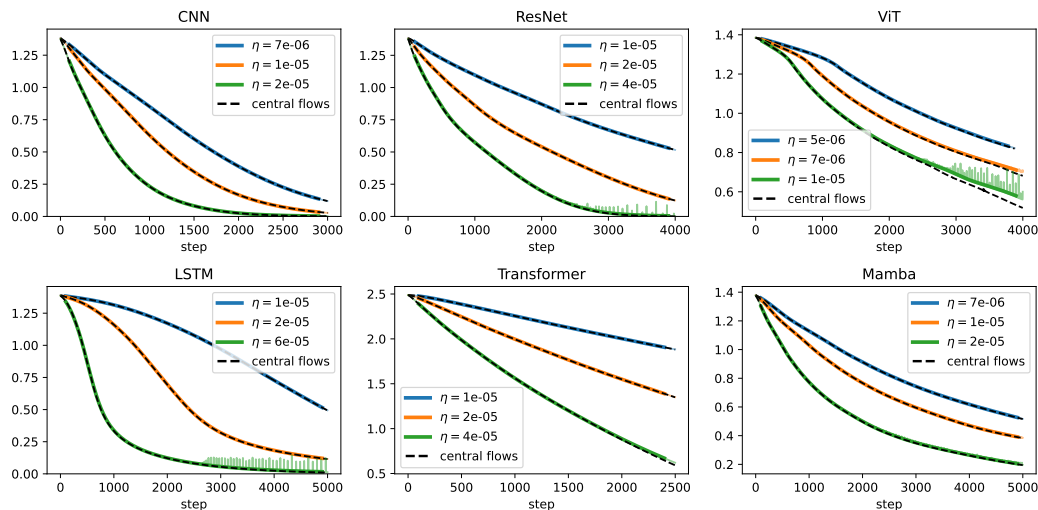 CNN
1.25
1.00
0.75
0.50
0.25
0.00
0 500 1000 1500 2000 2500 3000
step
η = 7e-06
η = 1e-05
η = 2e-05
central flows
ResNet
1.25
1.00
0.75
0.50
0.25
0.00
0 1000 2000 3000 4000
step
η = 1e-05
η = 2e-05
η = 4e-05
central flows
ViT
1.4
1.2
1.0
0.8
0.6
0 1000 2000 3000 4000
step
η = 5e-06
η = 7e-06
η = 1e-05
central flows
LSTM
1.25
1.00
0.75
0.50
0.25
0.00
0 1000 2000 3000 4000 5000
step
η = 1e-05
η = 2e-05
η = 6e-05
central flows
Transformer
2.5
2.0
1.5
1.0
0.5
0 500 1000 1500 2000 2500
step
η = 1e-05
η = 2e-05
η = 4e-05
central flows
Mamba
1.4
1.2
1.0
0.8
0.6
0.4
0.2
0 1000 2000 3000 4000 5000
step
η = 7e-06
η = 1e-05
η = 2e-05
central flows